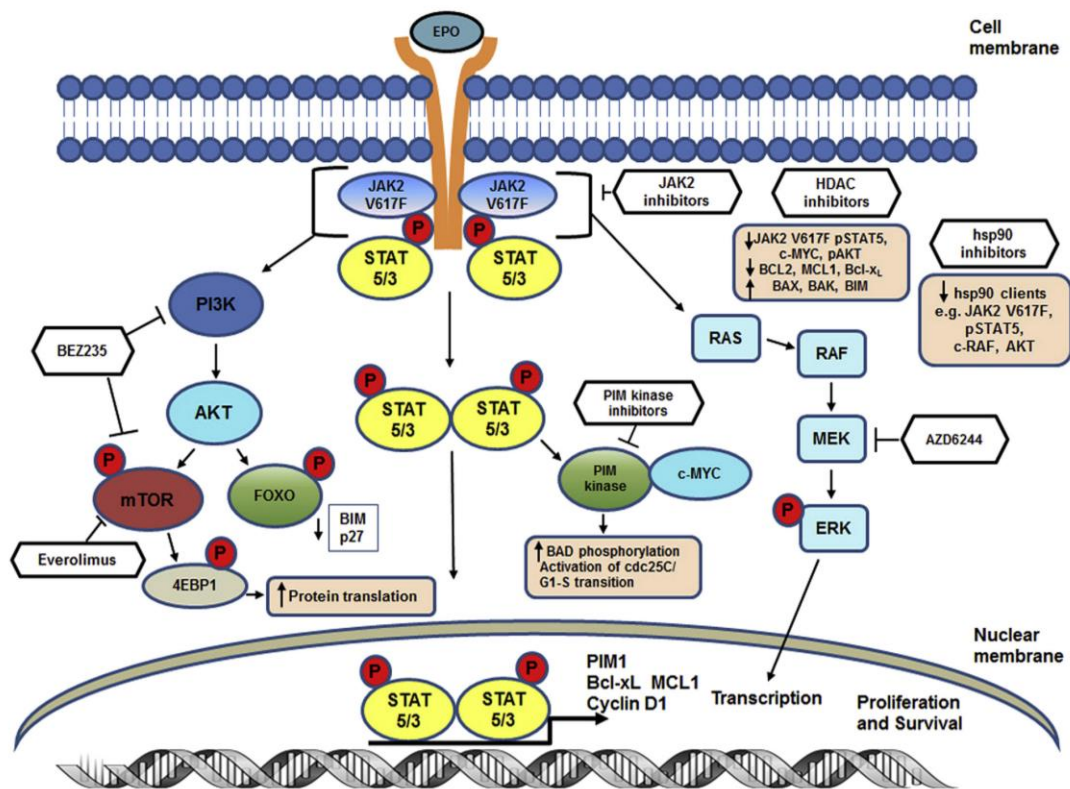 EPO
Cell
membrane
JAK2
V617F
JAK2
V617F
P
P
STAT
5/3
STAT
5/3
JAK2
inhibitors
HDAC
inhibitors
JAK2 V617F pSTAT5,
c-MYC, pAKT
BCL2, MCL1, Bcl-xL
BAX, BAK, BIM
hsp90
inhibitors
hsp90 clients
e.g. JAK2 V617F,
pSTAT5,
c-RAF, AKT
PI3K
BEZ235
AKT
P
mTOR
P
FOXO
BIM
p27
Everolimus
P
4EBP1
Protein translation
P
P
STAT
5/3
STAT
5/3
PIM kinase
inhibitors
PIM
kinase
c-MYC
BAD phosphorylation
Activation of cdc25C/
G1-S transition
RAS
RAF
MEK
AZD6244
P
ERK
Nuclear
membrane
P
P
STAT
5/3
STAT
5/3
PIM1
Bcl-xL MCL1
Cyclin D1
Transcription
Proliferation
and Survival